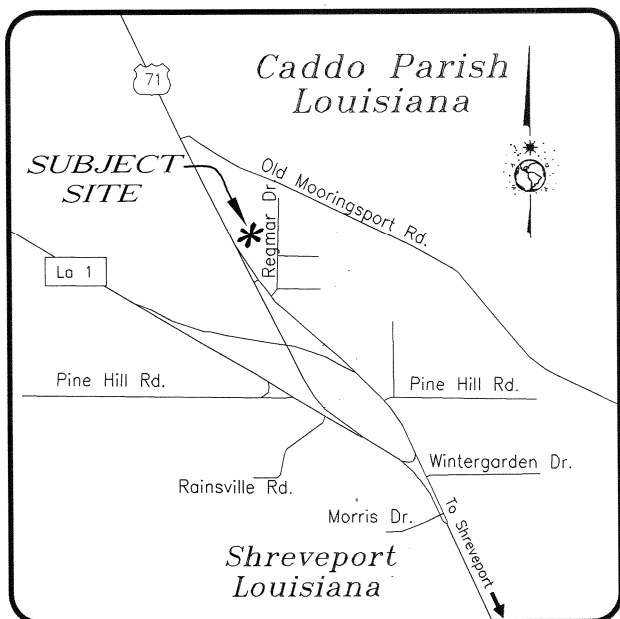 Caddo Parish
Louisiana
71
SUBJECT
SITE
Old Mooringsport Rd.
Regmar Dr.
La 1
Pine Hill Rd.
Pine Hill Rd.
Wintergarden Dr.
Rainsville Rd.
Morris Dr.
To Shreveport
Shreveport
Louisiana